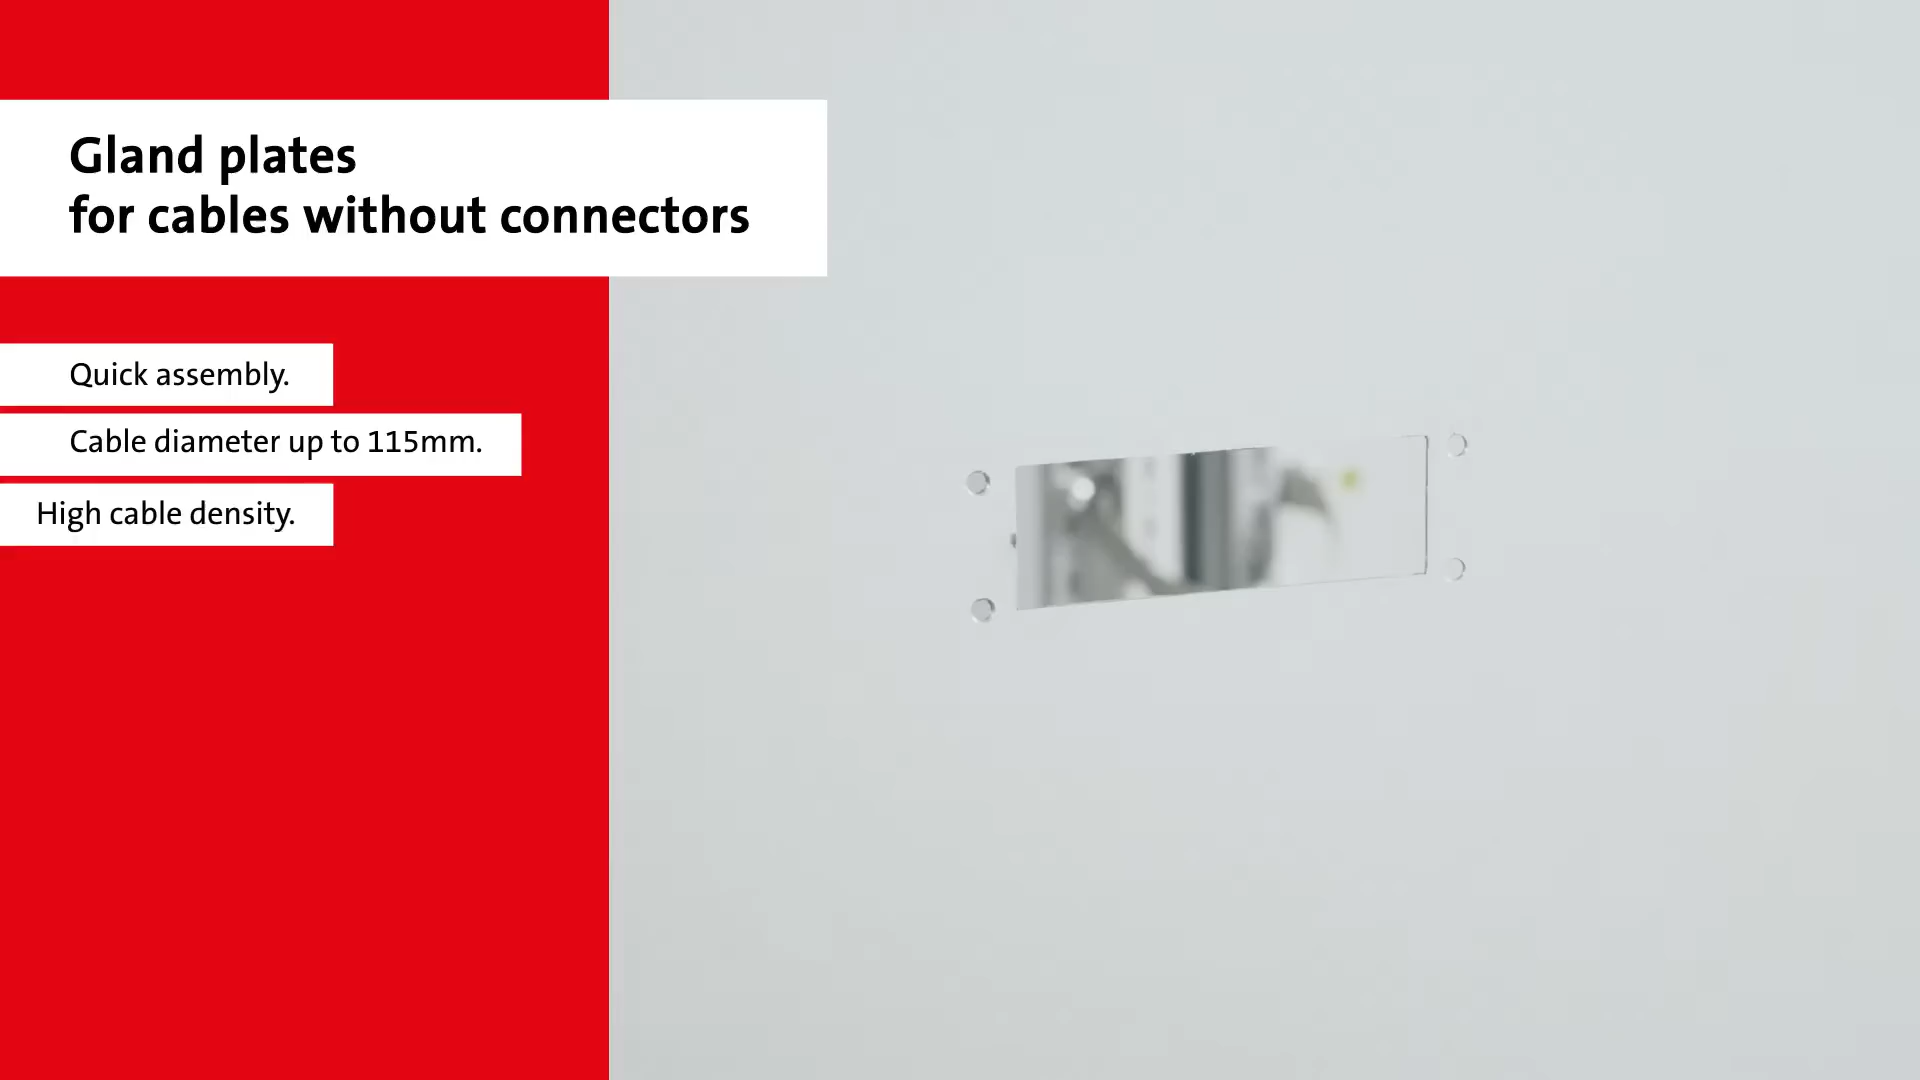 Gland plates
for cables without connectors
Quick assembly.
Cable diameter up to 115mm.
High cable density.